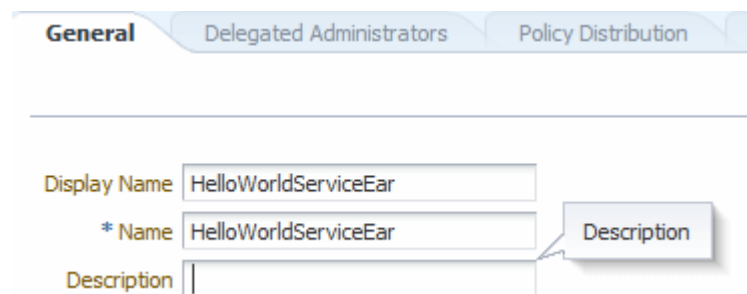 General Delegated Administrators Policy Distribution
Display Name HelloWorldServiceEar
* Name HelloWorldServiceEar
Description
Description